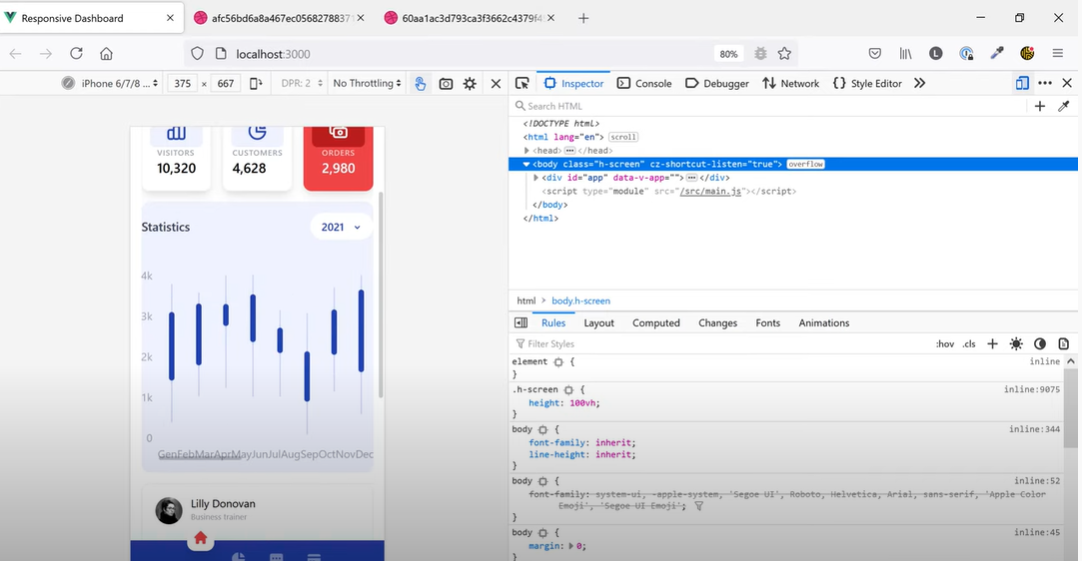 Responsive Dashboard
afc56bd6a8a467ec05682788371
60aa1ac3d793ca3f3662c4379f4
localhost:3000
80%
iPhone 6/7/8 ... 375 × 667 DPR: 2 No Throttling
Inspector Console Debugger Network Style Editor
Search HTML
<!DOCTYPE html>
<html lang="en"> scroll
<head> ••• </head>
<body class="h-screen" cz-shortcut-listen="true"> overflow
<div id="app" data-v-app=""> ••• </div>
<script type="module" src="/src/main.js"></script>
</body>
</html>
html > body.h-screen
Rules Layout Computed Changes Fonts Animations
Filter Styles :hov .cls
element { inline
}
.h-screen { inline:9075
height: 100vh;
}
body { inline:344
font-family: inherit;
line-height: inherit;
}
body { inline:52
font-family: system-ui, -apple-system, 'Segoe UI', Roboto, Helvetica, Arial, sans-serif, 'Apple Color
Emoji', 'Segoe UI Emoji';
}
body { inline:45
margin: 0;
}
VISITORS CUSTOMERS ORDERS
10,320 4,628 2,980
Statistics 2021
4k
3k
2k
1k
0
GenFebMarAprMayJunJulAugSepOctNovDec
Lilly Donovan
Business trainer